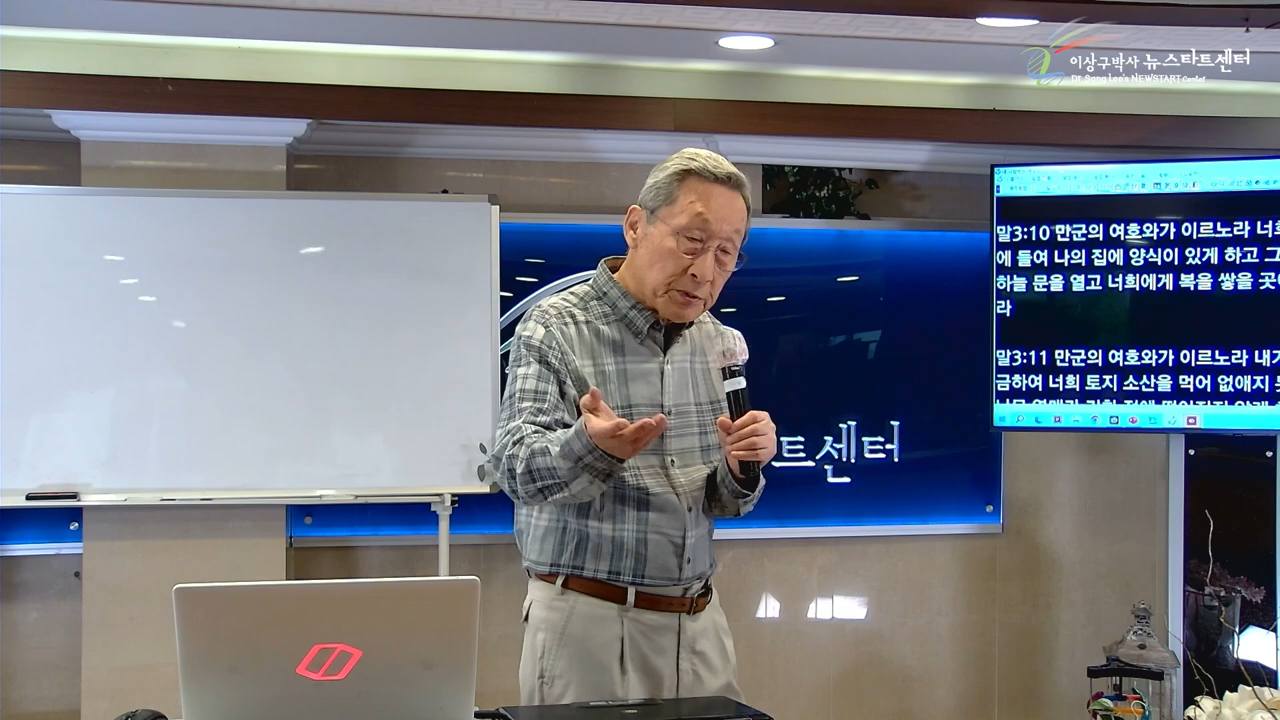 이상구박사 뉴스타트센터
Dr. Sang Lee's NEWSTART Center
말3:10 만군의 여호와가 이르노라 너희
에 들여 나의 집에 양식이 있게 하고 그
하늘 문을 열고 너희에게 복을 쌓을 곳이
라
말3:11 만군의 여호와가 이르노라 내가
금하여 너희 토지 소산을 먹어 없애지 못
트센터